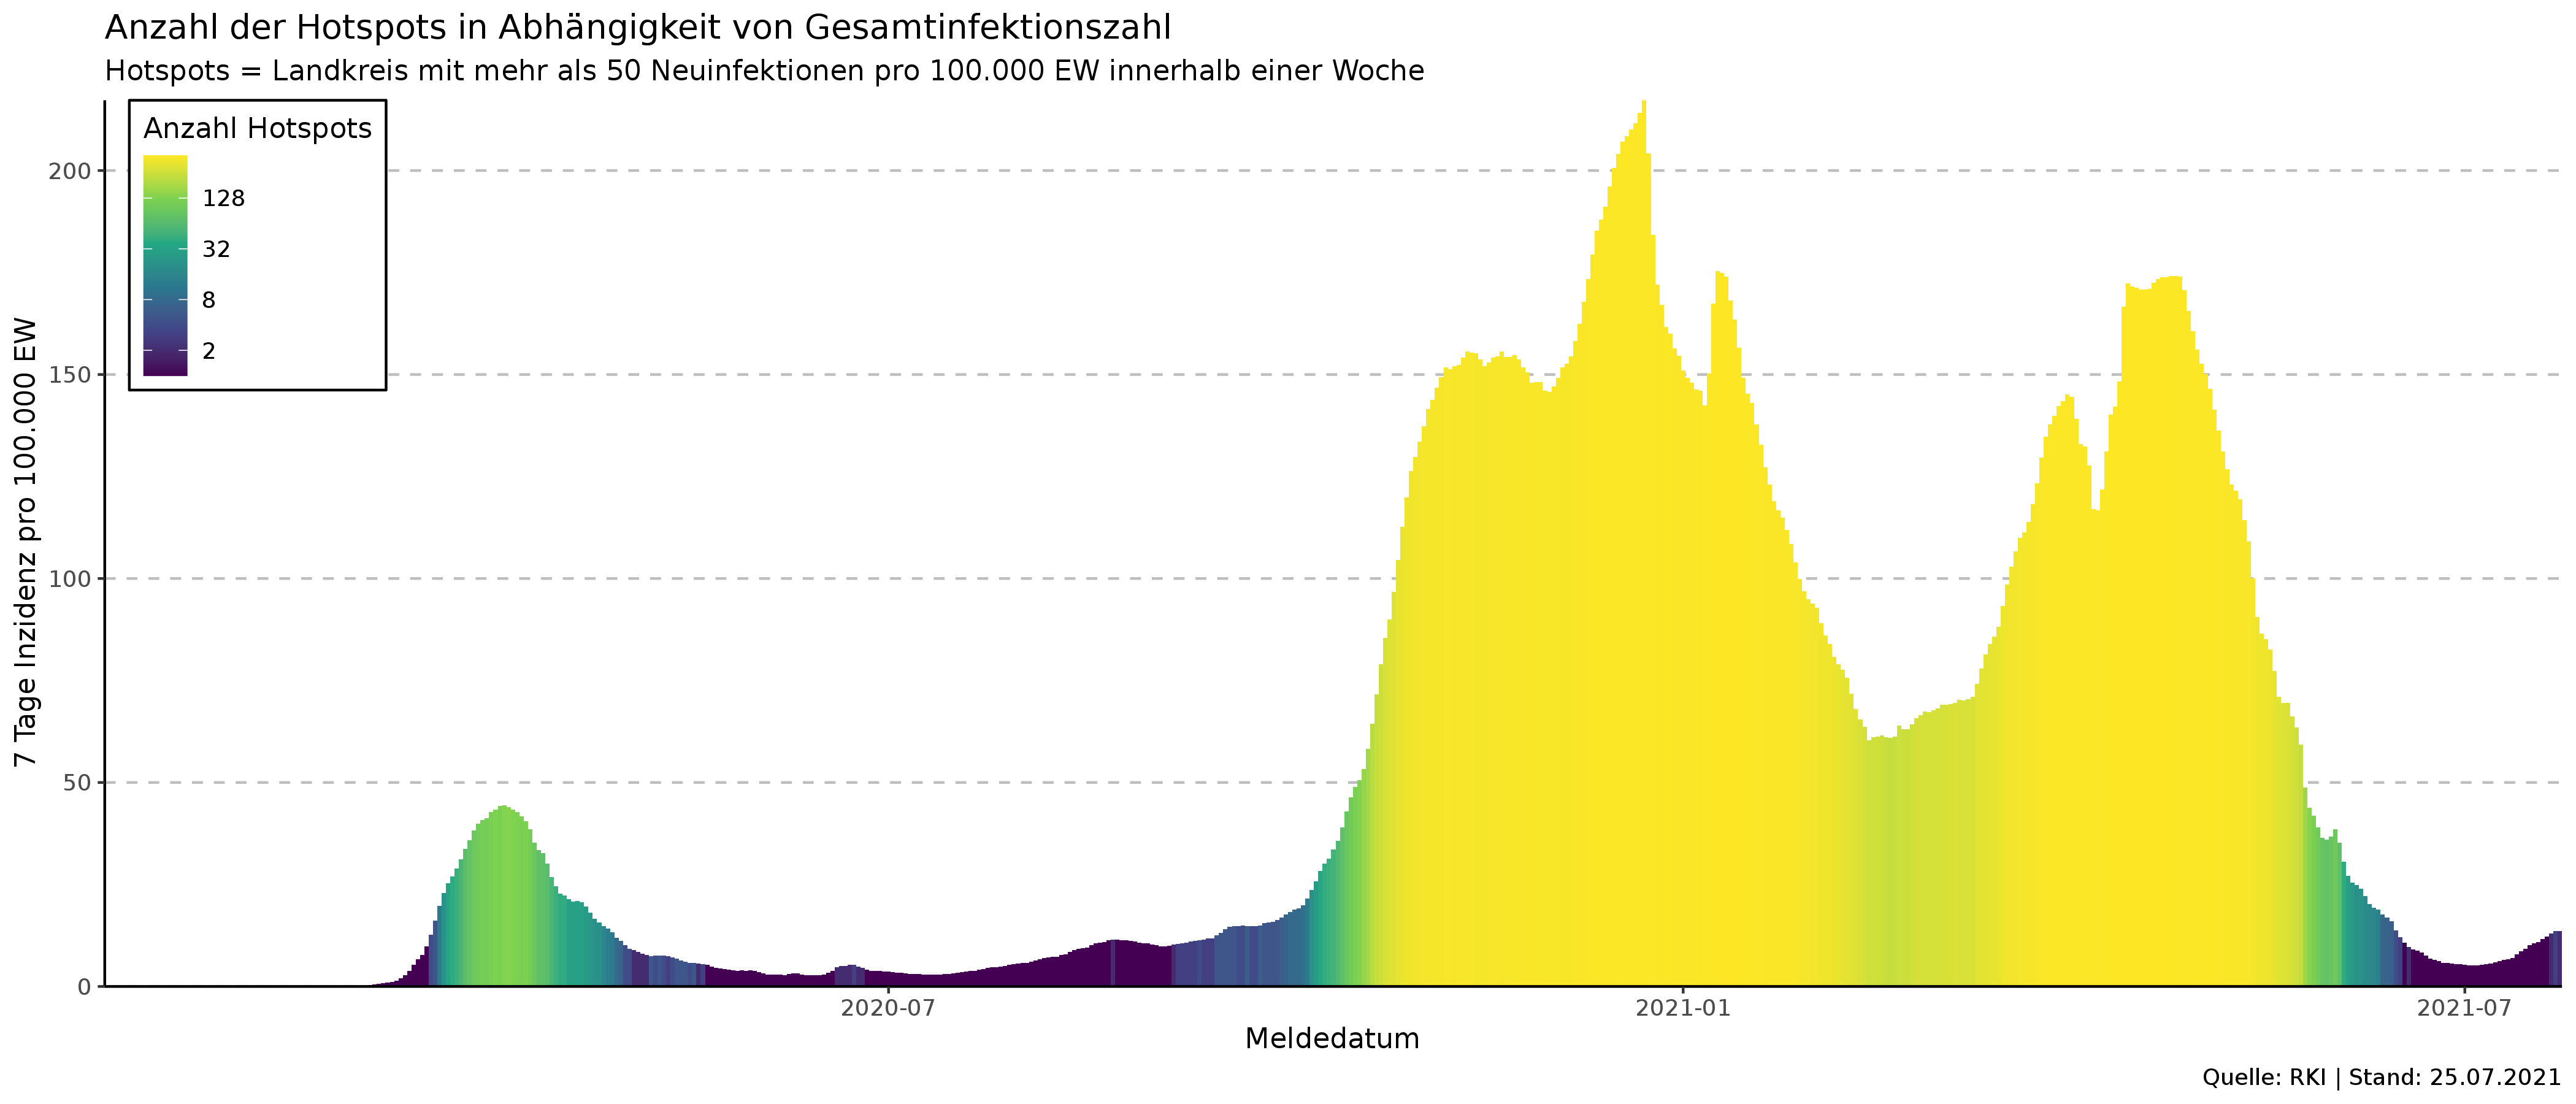 Anzahl der Hotspots in Abhängigkeit von Gesamtinfektionszahl
Hotspots = Landkreis mit mehr als 50 Neuinfektionen pro 100.000 EW innerhalb einer Woche
Anzahl Hotspots
128
32
8
2
7 Tage Inzidenz pro 100.000 EW
200
150
100
50
0
2020-07
2021-01
2021-07
Meldedatum
Quelle: RKI | Stand: 25.07.2021